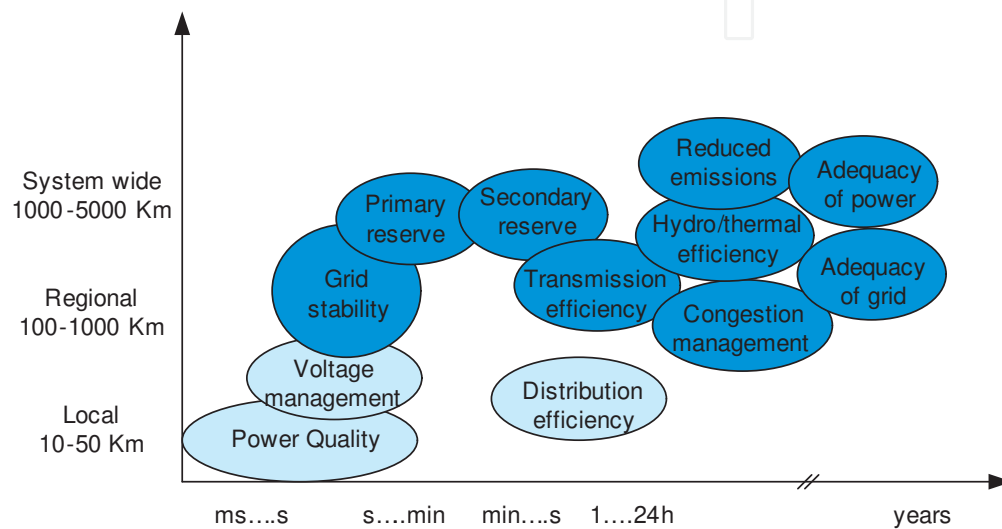 System wide
1000-5000 Km
Regional
100-1000 Km
Local
10-50 Km
Reduced
emissions
Adequacy
of power
Primary
reserve
Secondary
reserve
Hydro/thermal
efficiency
Grid
stability
Transmission
efficiency
Adequacy
of grid
Congestion
management
Voltage
management
Distribution
efficiency
Power Quality
ms....s
s....min
min....s
1....24h
years